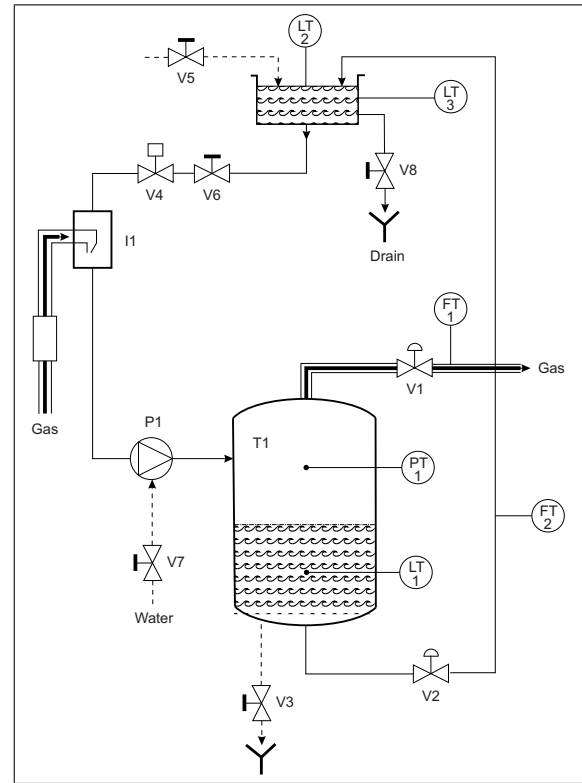 LT
2
V5
LT
3
V8
V4
V6
I1
Drain
FT
1
Gas
V1
Gas
P1
T1
PT
1
FT
2
V7
LT
1
Water
V3
V2